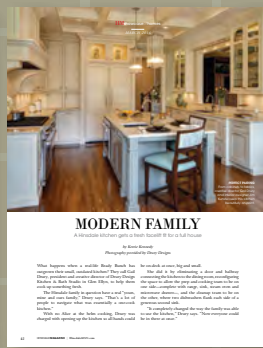 MODERN FAMILY
A Hinsdale kitchen gets a fresh facelift fit for a full house
by Kerrie Kennedy
Photography provided by Drury Design
What happens when a real-life Brady Bunch has
outgrown their small, outdated kitchen? They call Gail
Drury, president and creative director of Drury Design
Kitchen & Bath Studio in Glen Ellyn, to help them
cook up something fresh.
The Hinsdale family in question have a real "yours,
mine and ours family," Drury says. "That's a lot of
people to navigate what was essentially a one-cook
kitchen."
With no Alice at the helm cooking, Drury was
charged with opening up the kitchen so all hands could
be on deck at once, big and small.
She did it by eliminating a door and hallway
connecting the kitchen to the dining room, reconfiguring
the space to allow the prep and cooking zone to be on
one side—complete with range, sink, steam oven and
microwave drawer— and the cleanup zone to be on
the other, where two dishwashers flank each side of a
generous-second sink.
"It completely changed the way the family was able
to use the kitchen," Drury says. "Now everyone could
be in there at once."